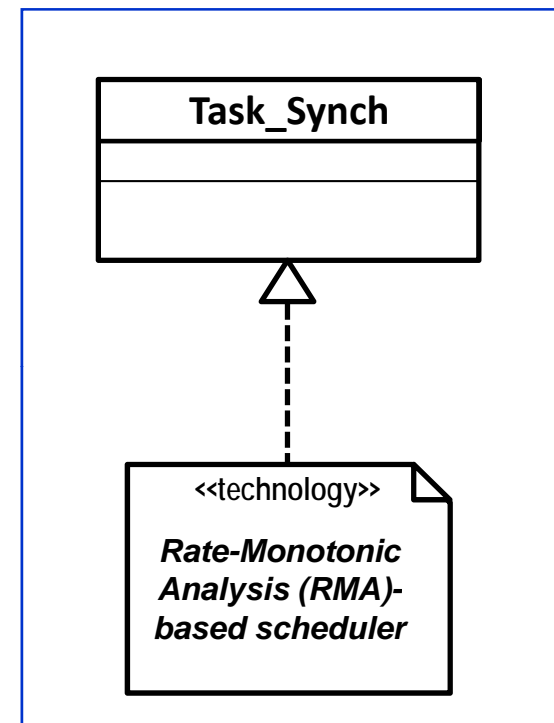 Task_Synch
<<technology>>
Rate-Monotonic
Analysis (RMA)-
based scheduler